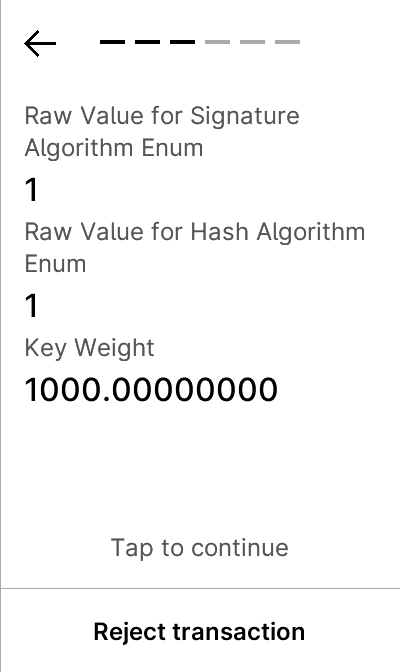 Raw Value for Signature
Algorithm Enum
1
Raw Value for Hash Algorithm
Enum
1
Key Weight
1000.00000000
Tap to continue
Reject transaction